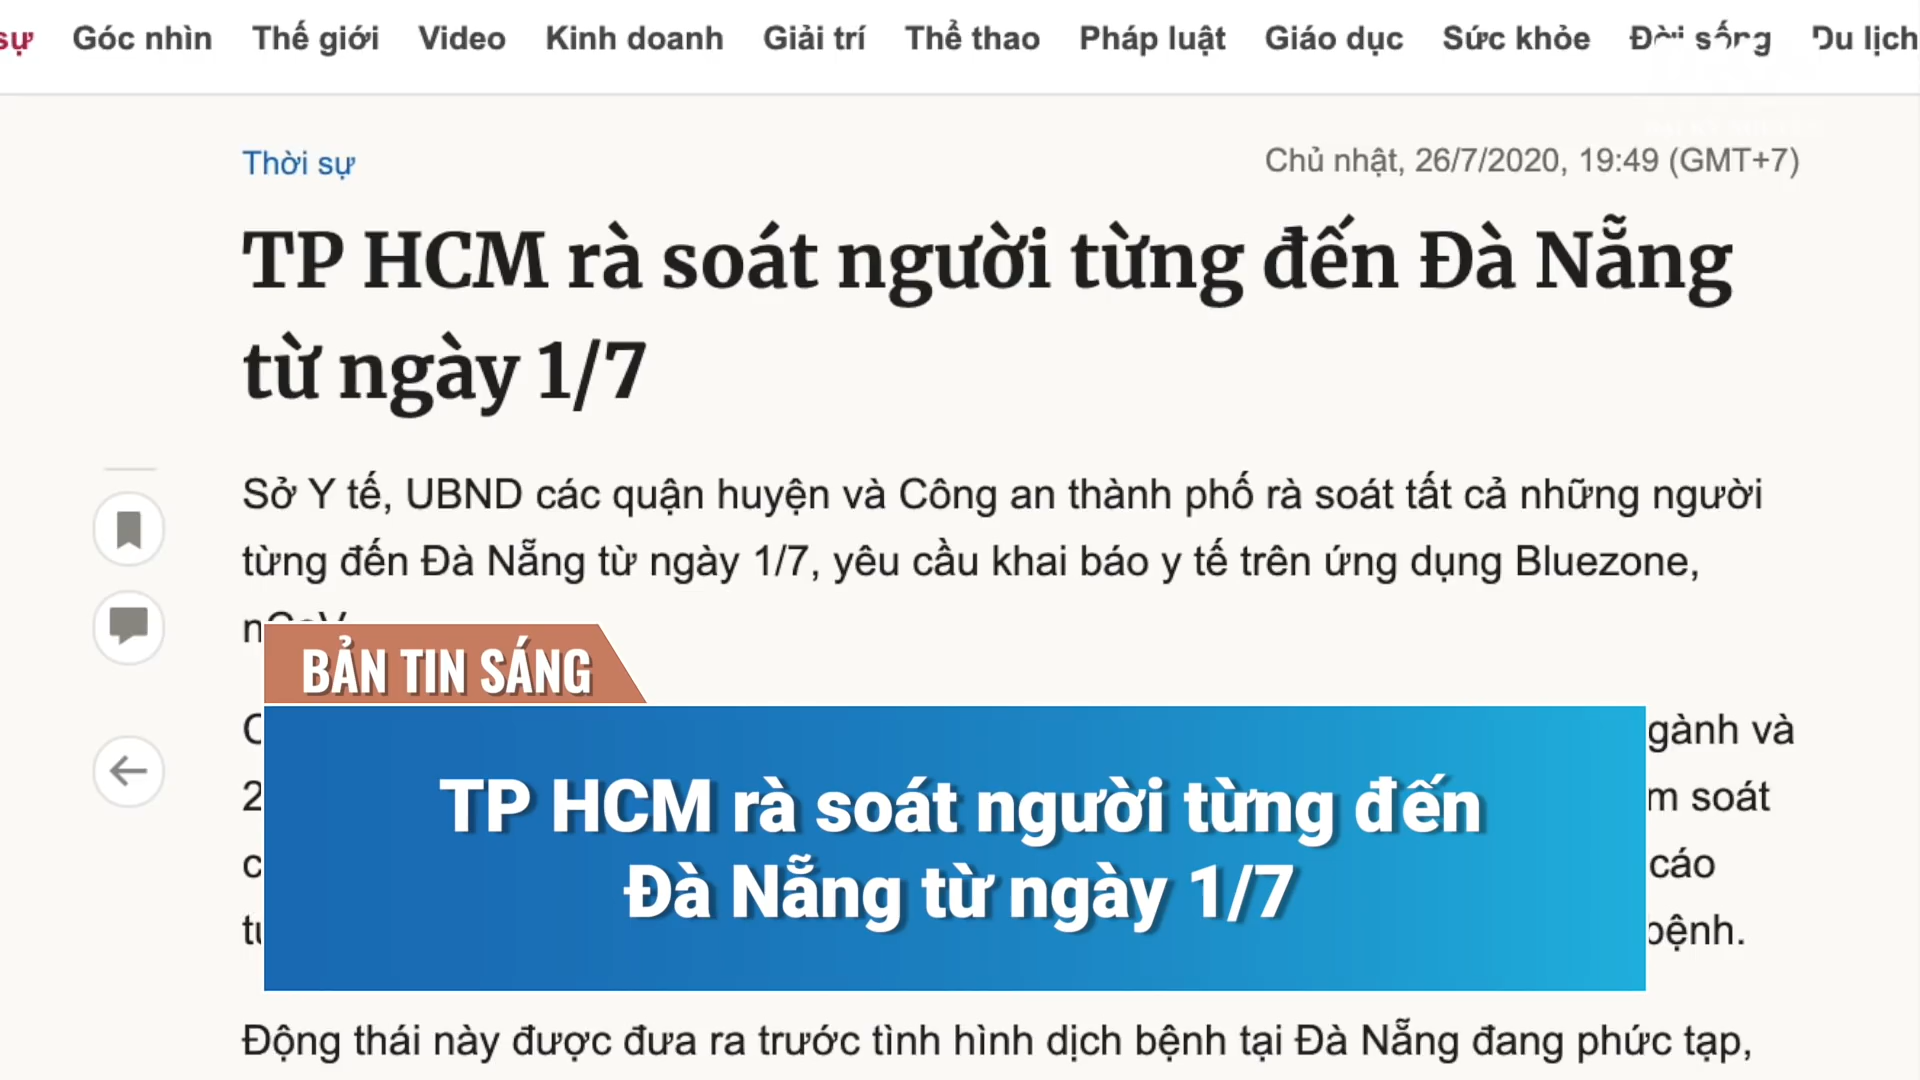 sự Góc nhìn Thế giới Video Kinh doanh Giải trí Thể thao Pháp luật Giáo dục Sức khỏe Đời sống Du lịch
Thời sự
Chủ nhật, 26/7/2020, 19:49 (GMT+7)
TP HCM rà soát người từng đến Đà Nẵng
từ ngày 1/7
Sở Y tế, UBND các quận huyện và Công an thành phố rà soát tất cả những người
từng đến Đà Nẵng từ ngày 1/7, yêu cầu khai báo y tế trên ứng dụng Bluezone,
nCoV
BẢN TIN SÁNG
TP HCM rà soát người từng đến
Đà Nẵng từ ngày 1/7
và
soát
cáo
bệnh.
Động thái này được đưa ra trước tình hình dịch bệnh tại Đà Nẵng đang phức tạp,